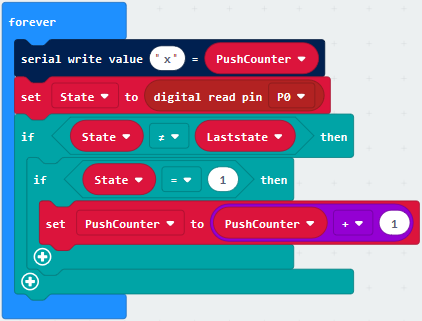 forever
serial write value "x" = PushCounter
set State to digital read pin P0
if State ≠ Laststate then
if State = 1 then
set PushCounter to PushCounter + 1